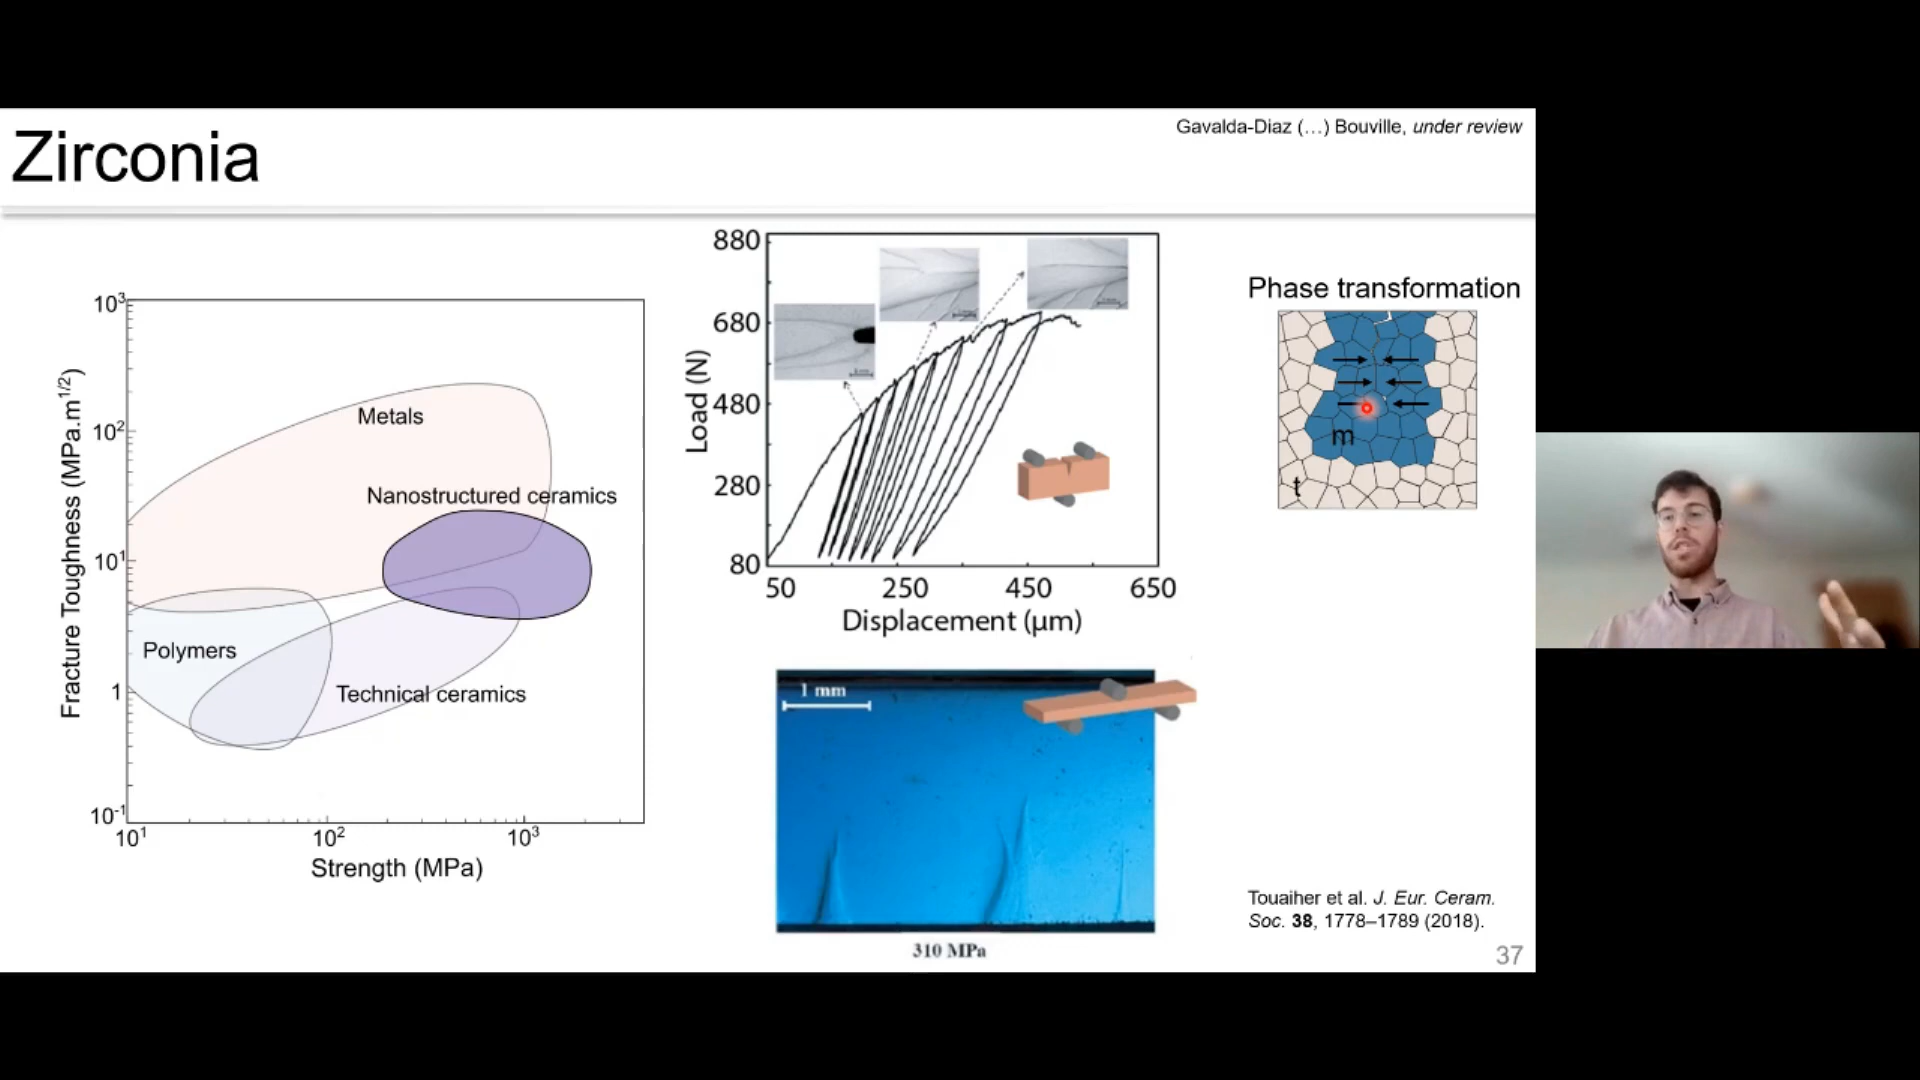 Zirconia
Gavalda-Diaz (…) Bouville, under review
Fracture Toughness (MPa.m1/2)
10³
10²
10¹
1
10-1
Metals
Nanostructured ceramics
Polymers
Technical ceramics
10¹
10²
10³
Strength (MPa)
Load (N)
880
680
480
280
80
50
250
450
650
Displacement (μm)
1 mm
310 MPa
Phase transformation
m
t
Touaiher et al. J. Eur. Ceram.
Soc. 38, 1778–1789 (2018).
37